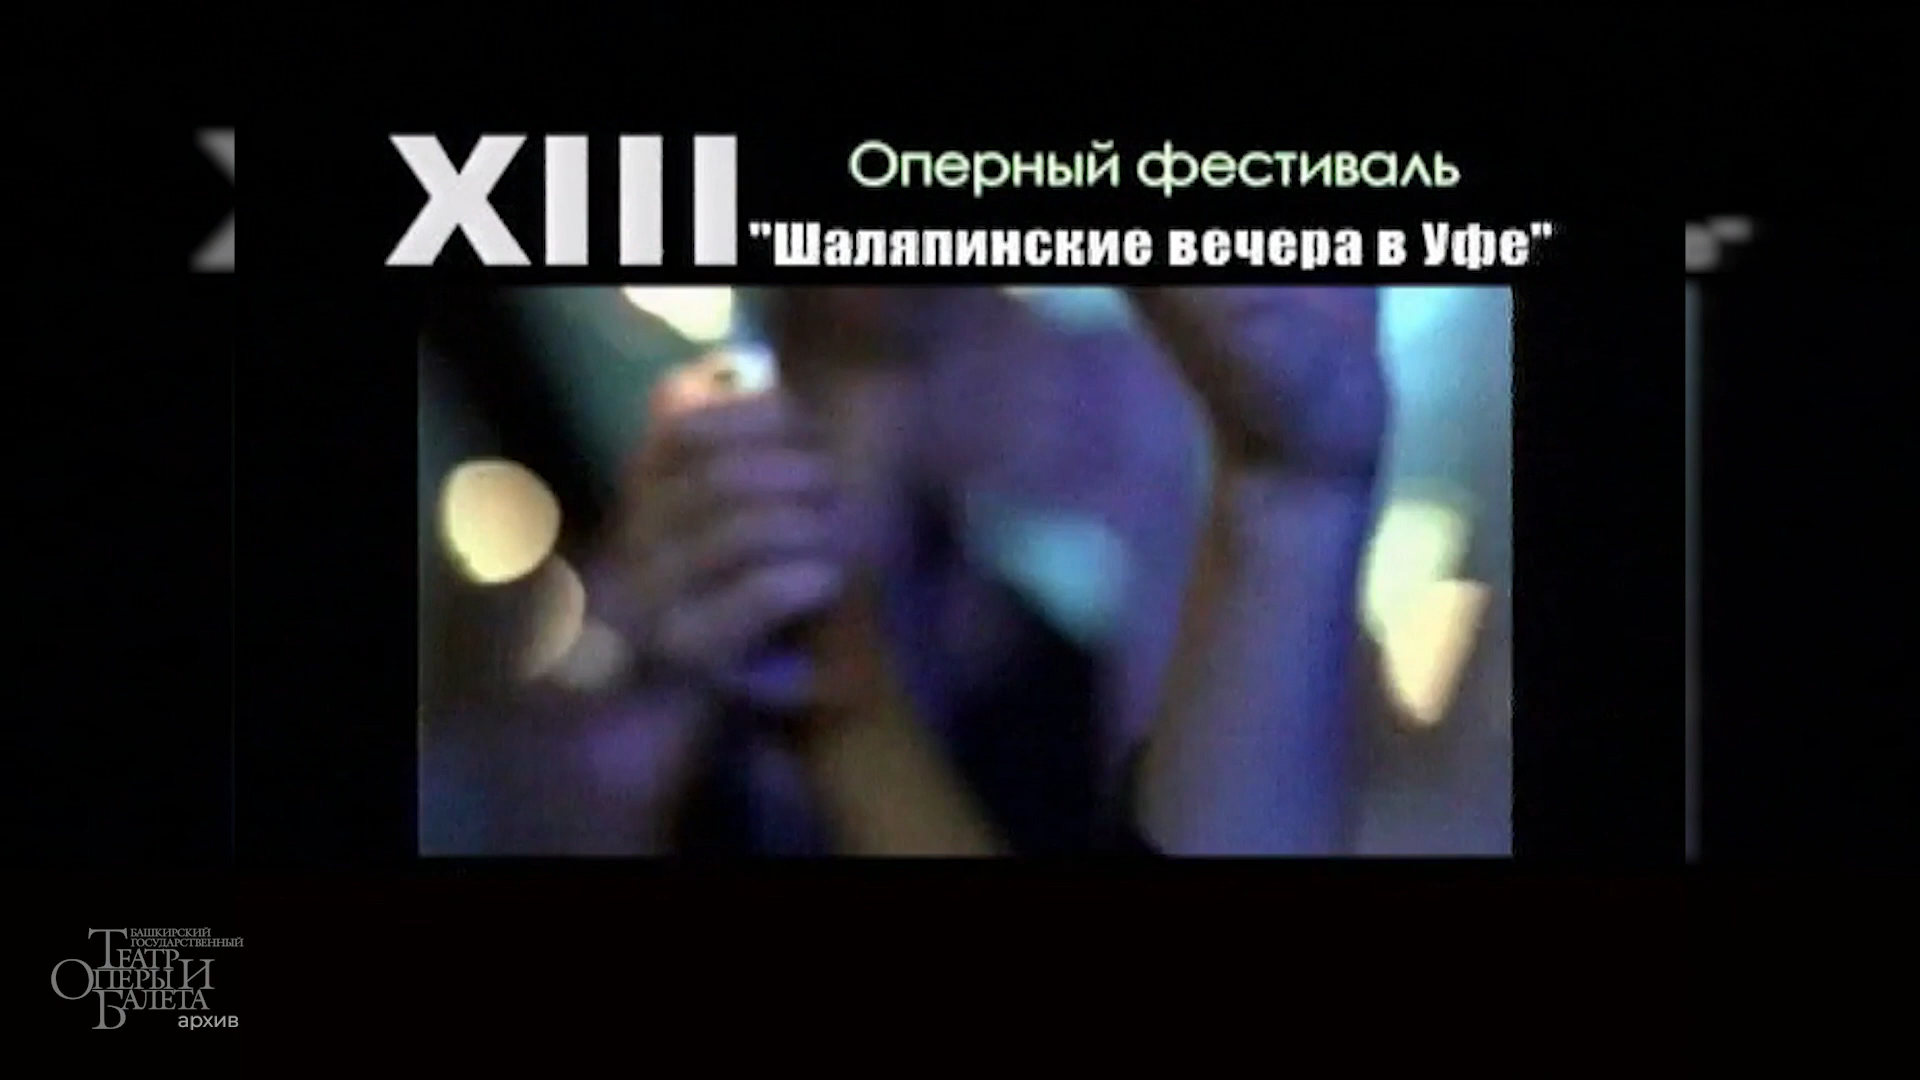 XIII
Оперный фестиваль
"Шаляпинские вечера в Уфе"
БАШКИРСКИЙ
ГОСУДАРСТВЕННЫЙ
ТЕАТР
ОПЕРЫ И
БАЛЕТА
архив